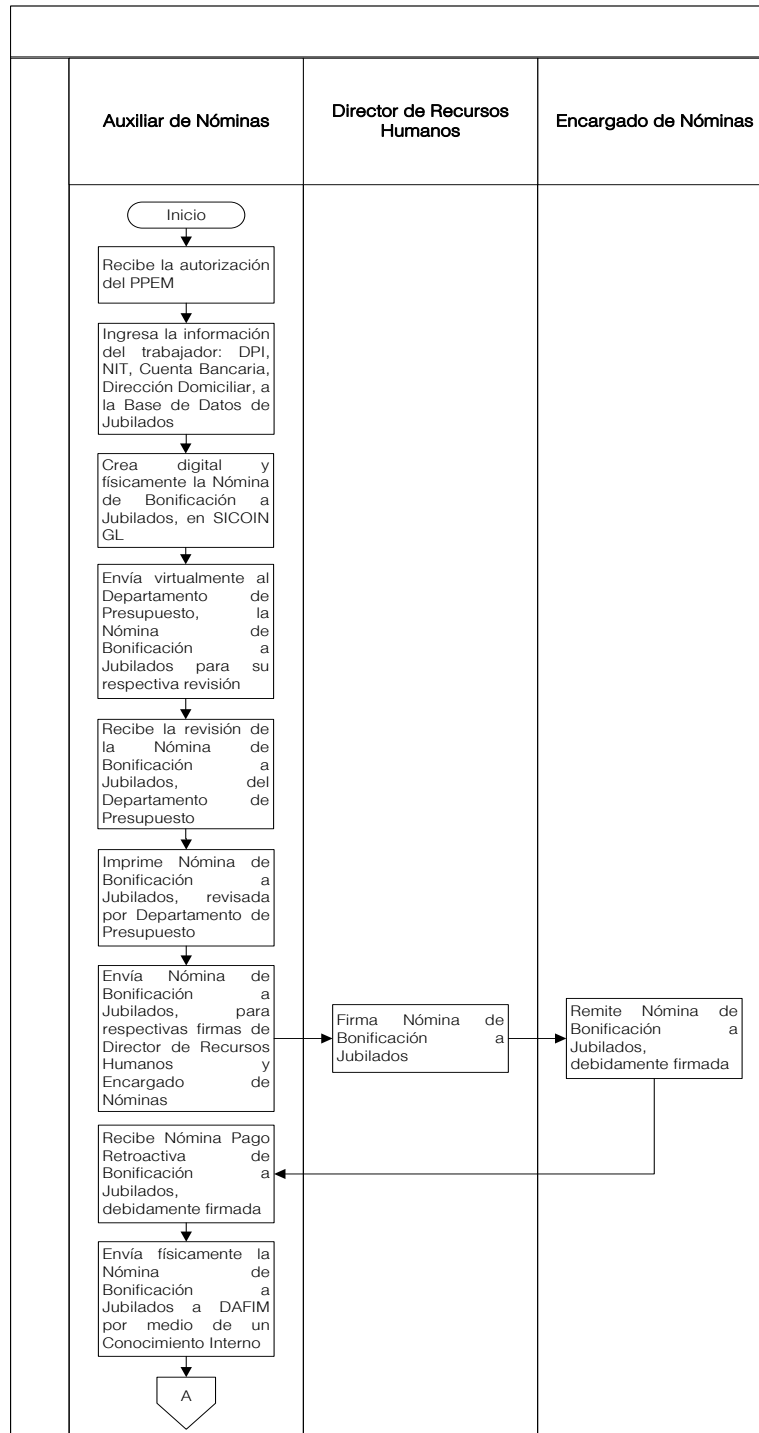 Auxiliar de Nóminas
Director de Recursos
Humanos
Encargado de Nóminas
Inicio
Recibe la autorización
del PPEM
Ingresa la información
del trabajador: DPI,
NIT, Cuenta Bancaria,
Dirección Domiciliar, a
la Base de Datos de
Jubilados
Crea digital y
físicamente la Nómina
de Bonificación a
Jubilados, en SICOIN
GL
Envía virtualmente al
Departamento de
Presupuesto, la
Nómina de
Bonificación a
Jubilados para su
respectiva revisión
Recibe la revisión de
la Nómina de
Bonificación a
Jubilados, del
Departamento de
Presupuesto
Imprime Nómina de
Bonificación a
Jubilados, revisada
por Departamento de
Presupuesto
Envía Nómina de
Bonificación a
Jubilados, para
respectivas firmas de
Director de Recursos
Humanos y
Encargado de
Nóminas
Firma Nómina de
Bonificación a
Jubilados
Remite Nómina de
Bonificación a
Jubilados,
debidamente firmada
Recibe Nómina Pago
Retroactiva de
Bonificación a
Jubilados,
debidamente firmada
Envía físicamente la
Nómina de
Bonificación a
Jubilados a DAFIM
por medio de un
Conocimiento Interno
A